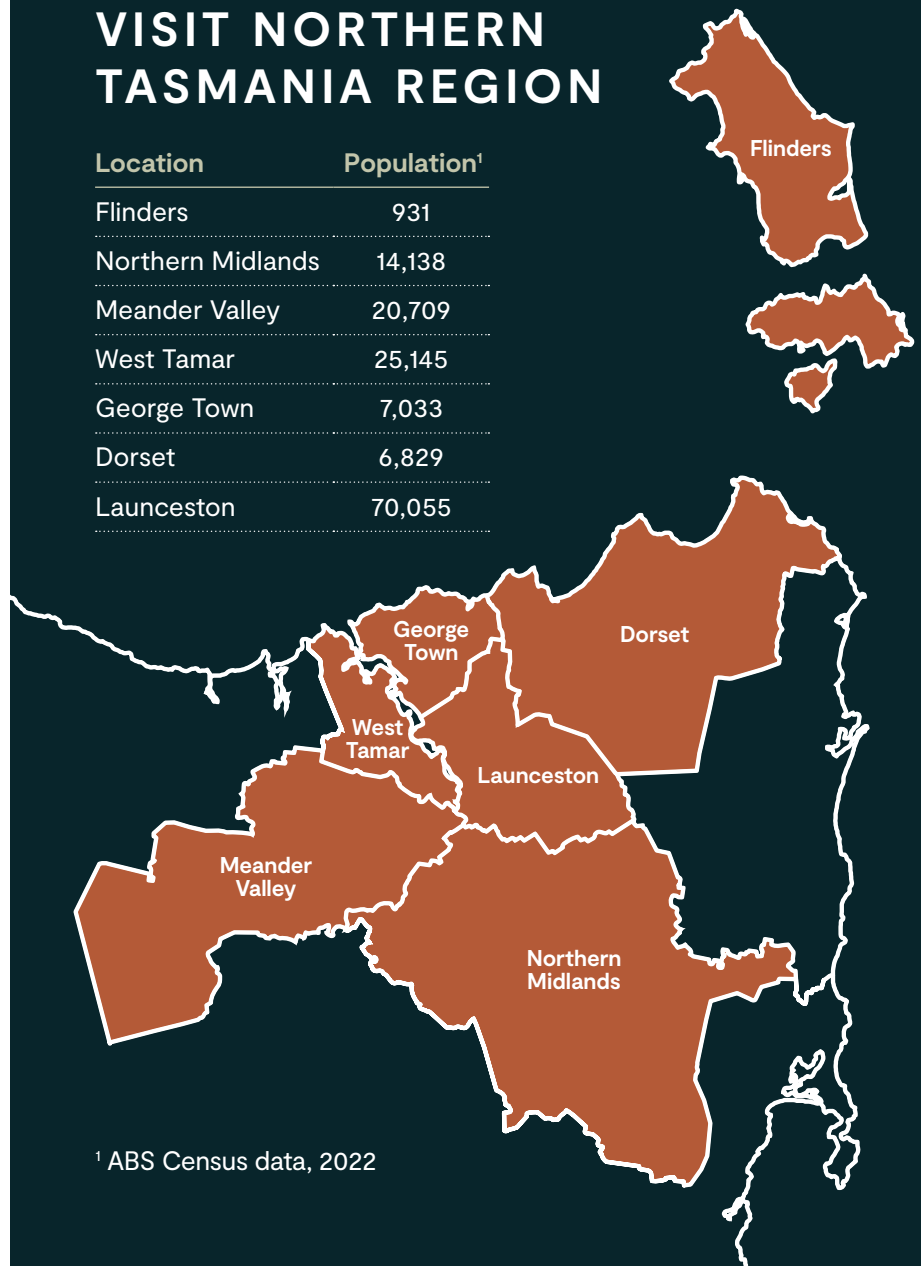 VISIT NORTHERN
TASMANIA REGION
Location Population¹
Flinders 931
Northern Midlands 14,138
Meander Valley 20,709
West Tamar 25,145
George Town 7,033
Dorset 6,829
Launceston 70,055
Flinders
George
Town
Dorset
West
Tamar
Launceston
Meander
Valley
Northern
Midlands
¹ ABS Census data, 2022